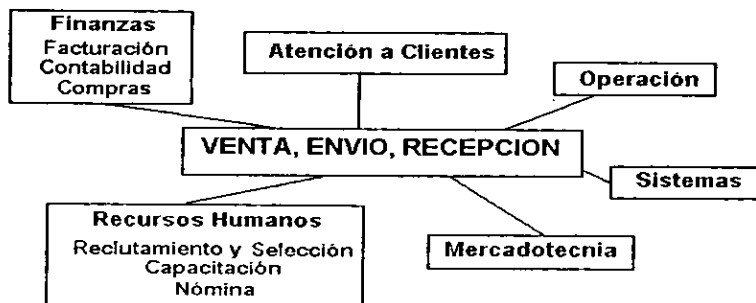 Finanzas
Facturación
Contabilidad
Compras
Atención a Clientes
Operación
VENTA, ENVIO, RECEPCION
Sistemas
Recursos Humanos
Reclutamiento y Selección
Capacitación
Nómina
Mercadotecnia